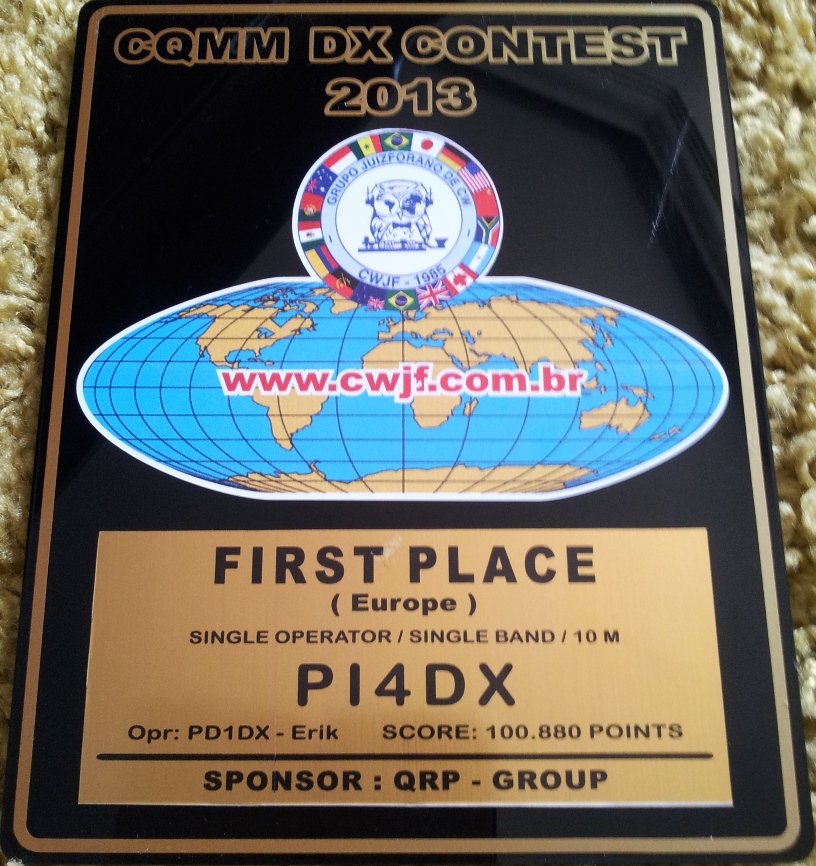 CQMM DX CONTEST
2013
GRUPO JUIZFORANO DE CW
CWJF - 1985
www.cwjf.com.br
FIRST PLACE
( Europe )
SINGLE OPERATOR / SINGLE BAND / 10 M
PI4DX
Opr: PD1DX - Erik SCORE: 100.880 POINTS
SPONSOR : QRP - GROUP